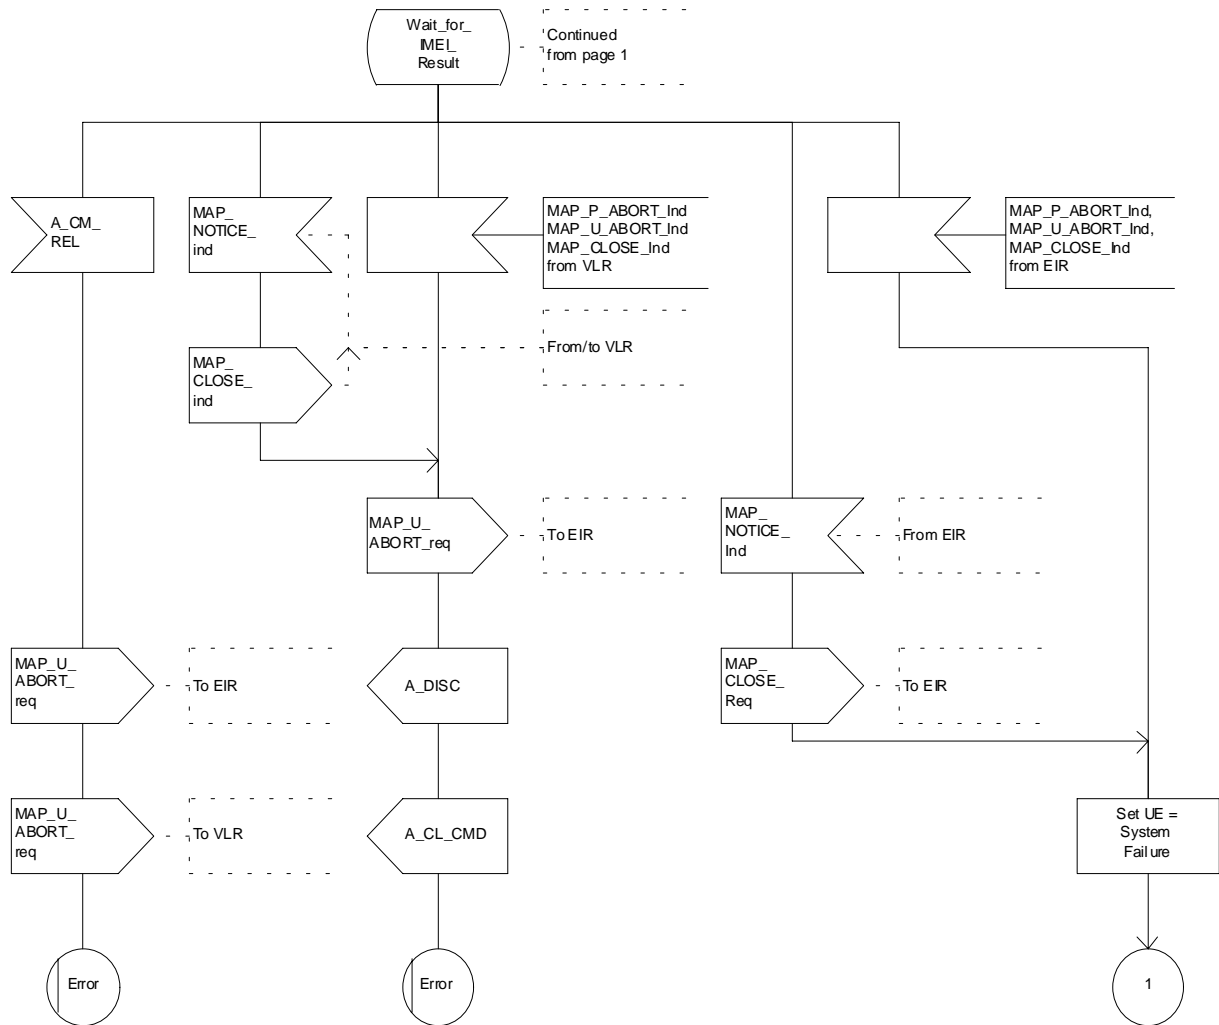 Wait_for_
IMEI_
Result
Continued
from page 1
A_CM_
REL
MAP_
NOTICE_
ind
MAP_P_ABORT_Ind
MAP_U_ABORT_Ind
MAP_CLOSE_Ind
from VLR
MAP_P_ABORT_Ind,
MAP_U_ABORT_Ind,
MAP_CLOSE_Ind
from EIR
MAP_
CLOSE_
ind
From/to VLR
MAP_U_
ABORT_req
To EIR
MAP_
NOTICE_
Ind
From EIR
MAP_U_
ABORT_
req
To EIR
A_DISC
MAP_
CLOSE_
Req
To EIR
MAP_U_
ABORT_
req
To VLR
A_CL_CMD
Set UE =
System
Failure
Error
Error
1